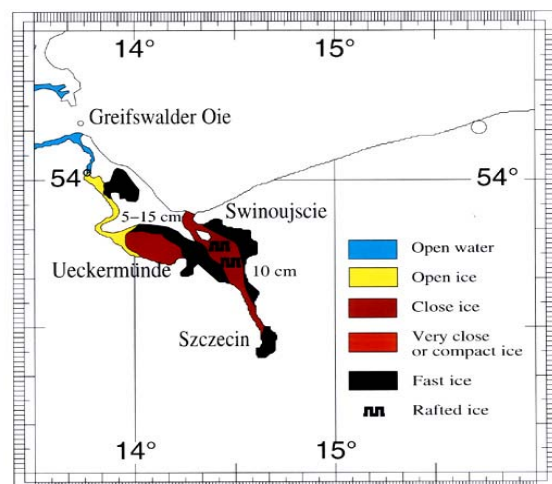 14°
15°
Greifswalder Oie
54°
54°
5–15 cm
Swinoujscie
Ueckermünde
10 cm
Szczecin
Open water
Open ice
Close ice
Very close
or compact ice
Fast ice
Rafted ice
14°
15°